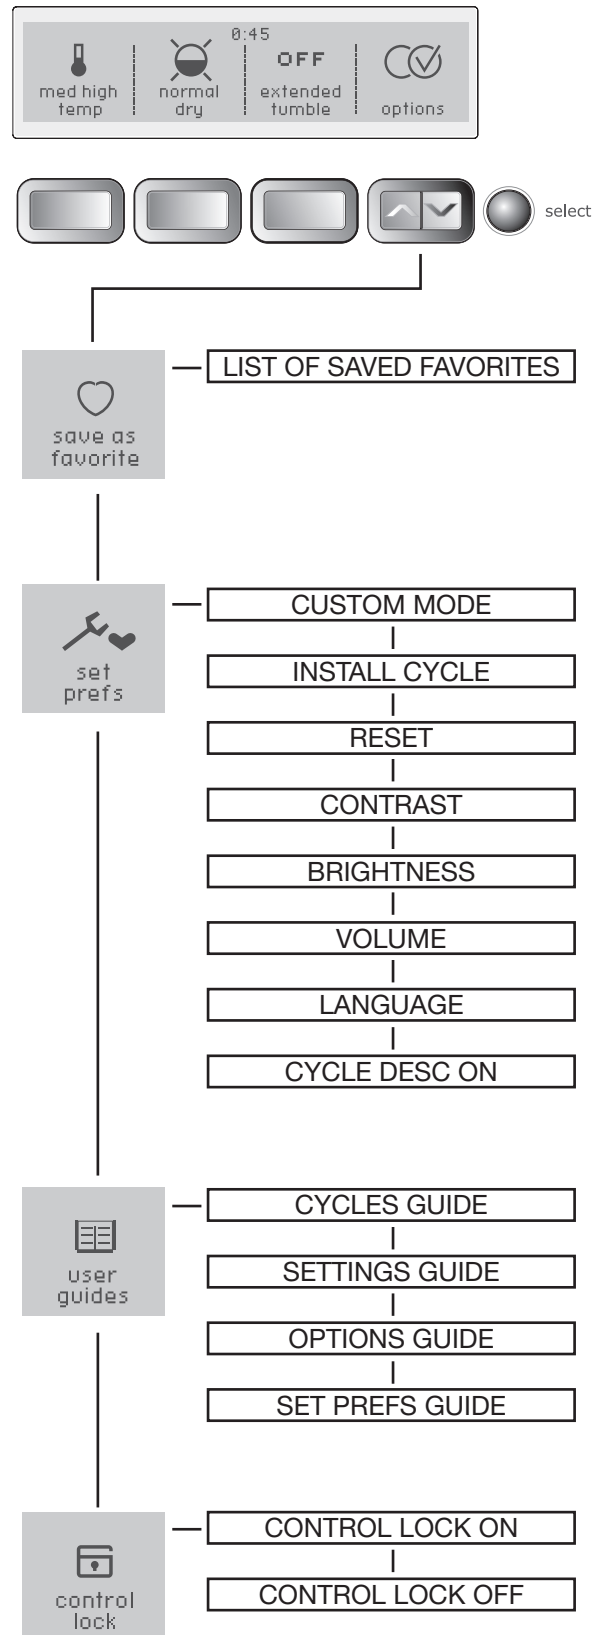 0:45
OFF
med high temp
normal dry
extended tumble
options
select
LIST OF SAVED FAVORITES
save as
favorite
CUSTOM MODE
set
prefs
INSTALL CYCLE
RESET
CONTRAST
BRIGHTNESS
VOLUME
LANGUAGE
CYCLE DESC ON
CYCLES GUIDE
user
guides
SETTINGS GUIDE
OPTIONS GUIDE
SET PREFS GUIDE
CONTROL LOCK ON
control
lock
CONTROL LOCK OFF